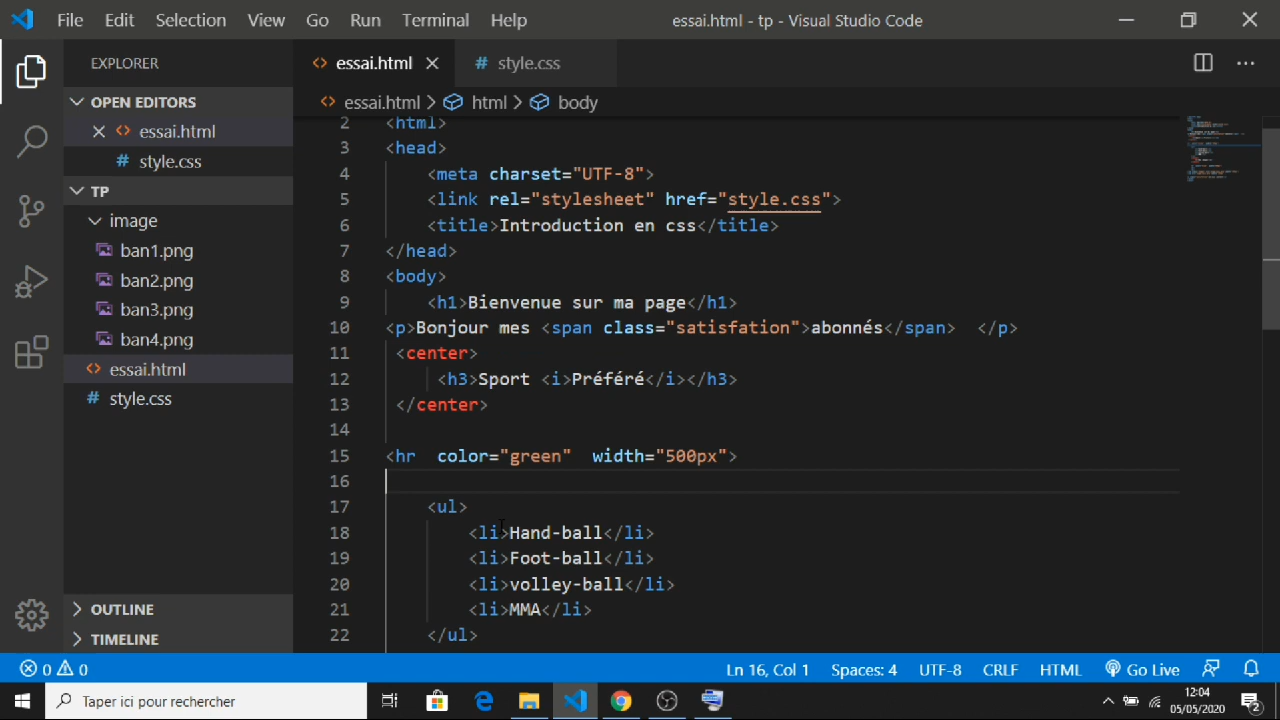 File Edit Selection View Go Run Terminal Help essai.html - tp - Visual Studio Code
EXPLORER
OPEN EDITORS
essai.html
# style.css
TP
image
ban1.png
ban2.png
ban3.png
ban4.png
essai.html
# style.css
OUTLINE
TIMELINE
essai.html # style.css
essai.html > html > body
2 <html>
3 <head>
4 <meta charset="UTF-8">
5 <link rel="stylesheet" href="style.css">
6 <title>Introduction en css</title>
7 </head>
8 <body>
9 <h1>Bienvenue sur ma page</h1>
10 <p>Bonjour mes <span class="satisfation">abonnés</span> </p>
11 <center>
12 <h3>Sport <i>Préféré</i></h3>
13 </center>
14
15 <hr color="green" width="500px">
16
17 <ul>
18 <li>Hand-ball</li>
19 <li>Foot-ball</li>
20 <li>volley-ball</li>
21 <li>MMA</li>
22 </ul>
0 0 Ln 16, Col 1 Spaces: 4 UTF-8 CRLF HTML Go Live
Taper ici pour rechercher
12:04
05/05/2020
2